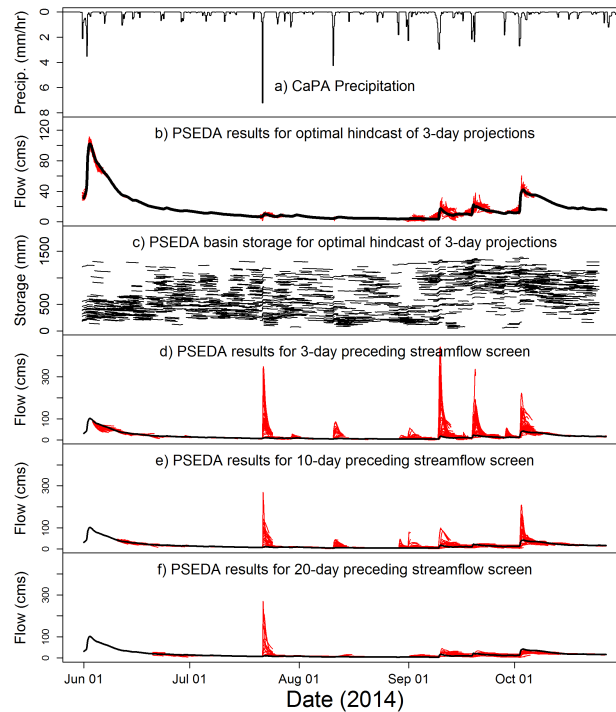 0
2
4
6
8
Precip. (mm/hr)
a) CaPA Precipitation
120
80
40
0
Flow (cms)
b) PSEDA results for optimal hindcast of 3-day projections
1500
500
0
Storage (mm)
c) PSEDA basin storage for optimal hindcast of 3-day projections
300
100
0
Flow (cms)
d) PSEDA results for 3-day preceding streamflow screen
300
100
0
Flow (cms)
e) PSEDA results for 10-day preceding streamflow screen
300
100
0
Flow (cms)
f) PSEDA results for 20-day preceding streamflow screen
Jun 01 Jul 01 Aug 01 Sep 01 Oct 01
Date (2014)